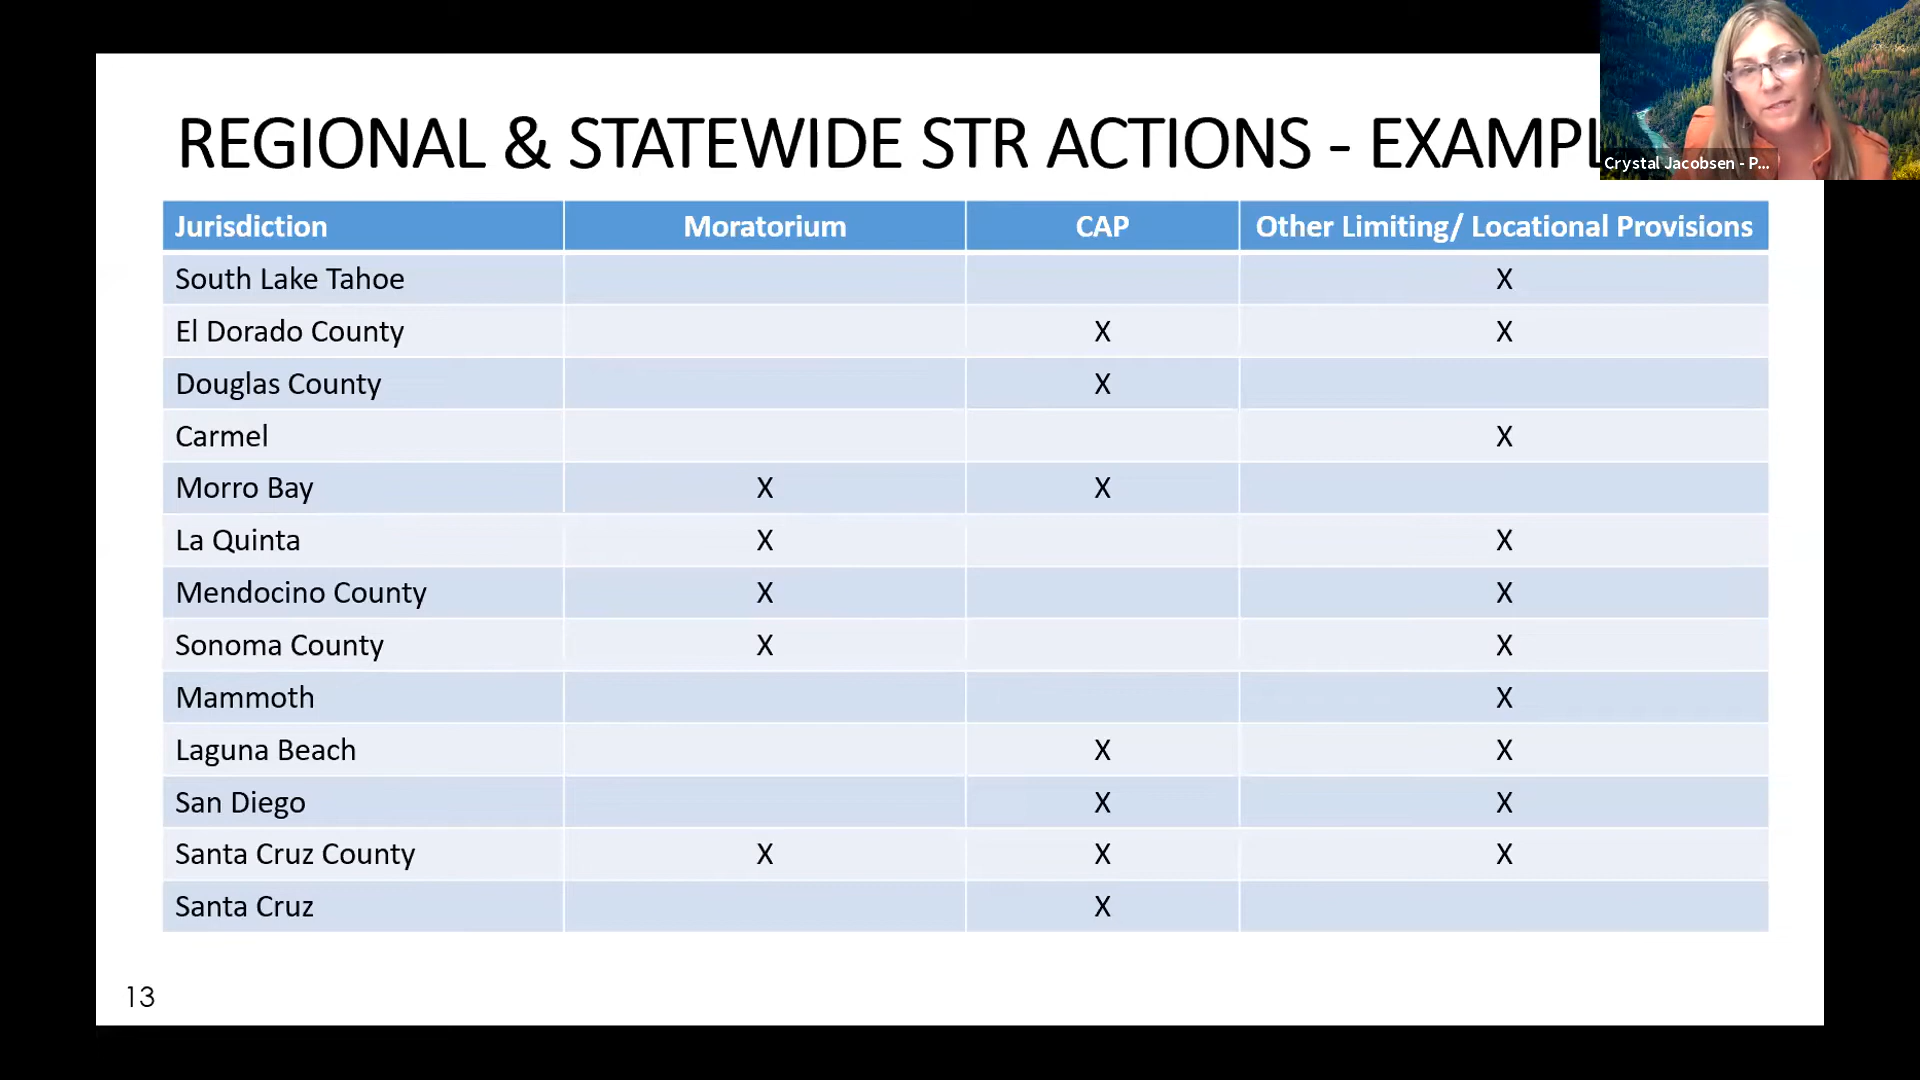 REGIONAL & STATEWIDE STR ACTIONS - EXAMPL
Crystal Jacobsen - P...
Jurisdiction Moratorium CAP Other Limiting/ Locational Provisions
South Lake Tahoe X
El Dorado County X X
Douglas County X
Carmel X
Morro Bay X X
La Quinta X X
Mendocino County X X
Sonoma County X X
Mammoth X
Laguna Beach X X
San Diego X X
Santa Cruz County X X X
Santa Cruz X
13